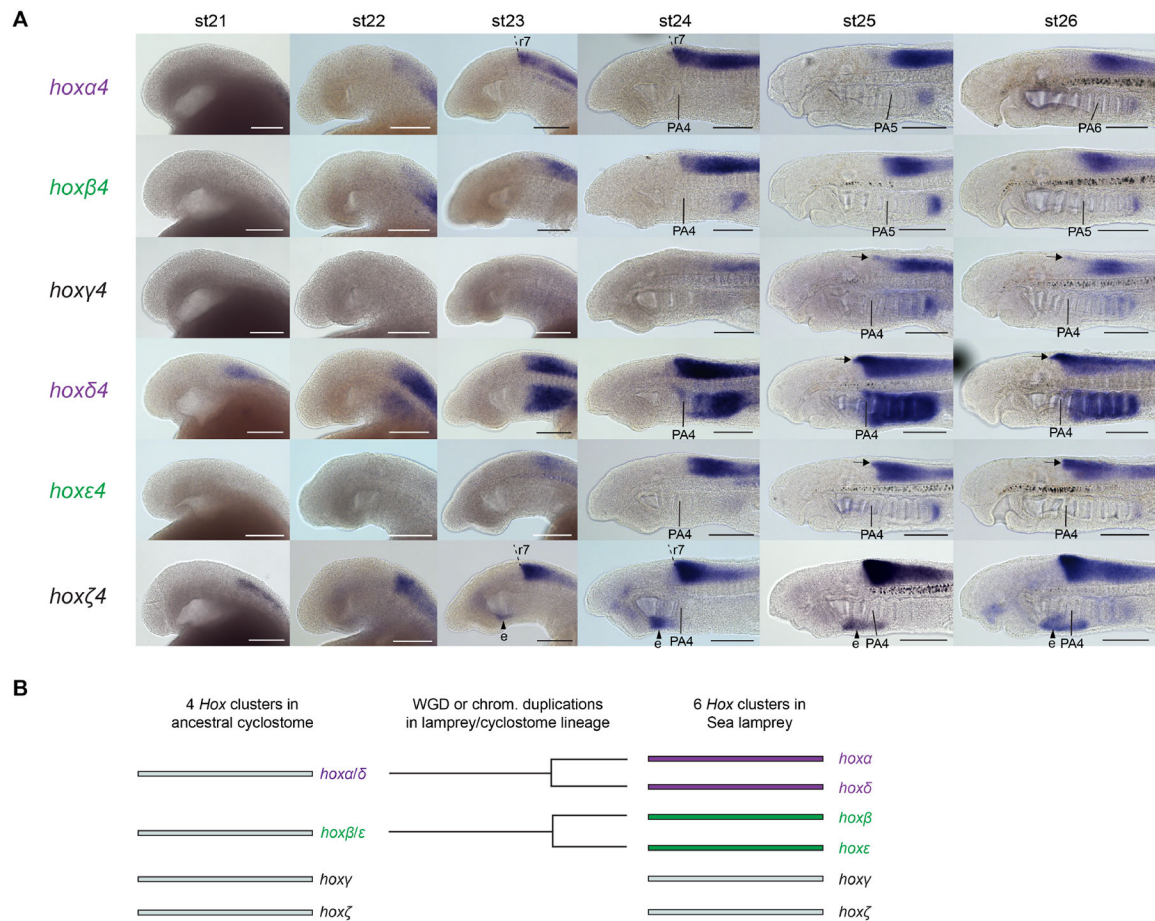 A
st21 st22 st23 st24 st25 st26
hoxα4
r7 r7
PA4 PA5 PA6
hoxβ4
PA4 PA5 PA5
hoxγ4
PA4 PA4
hoxδ4
PA4 PA4 PA4
hoxε4
PA4 PA4 PA4
hoxζ4
r7 r7
e e PA4 e PA4 e PA4
B
4 Hox clusters in
ancestral cyclostome
WGD or chrom. duplications
in lamprey/cyclostome lineage
6 Hox clusters in
Sea lamprey
hoxα/δ
hoxβ/ε
hoxγ
hoxζ
hoxα
hoxδ
hoxβ
hoxε
hoxγ
hoxζ